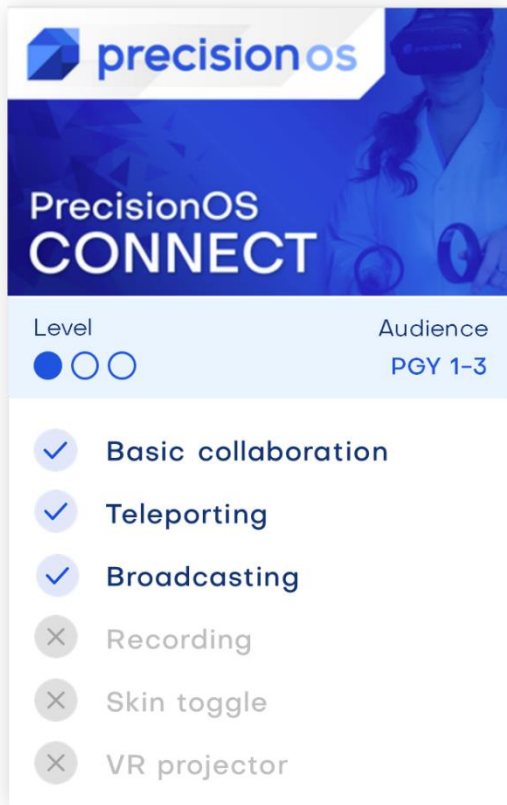 precisionos
PrecisionOS
CONNECT
Level
Audience
PGY 1-3
Basic collaboration
Teleporting
Broadcasting
Recording
Skin toggle
VR projector